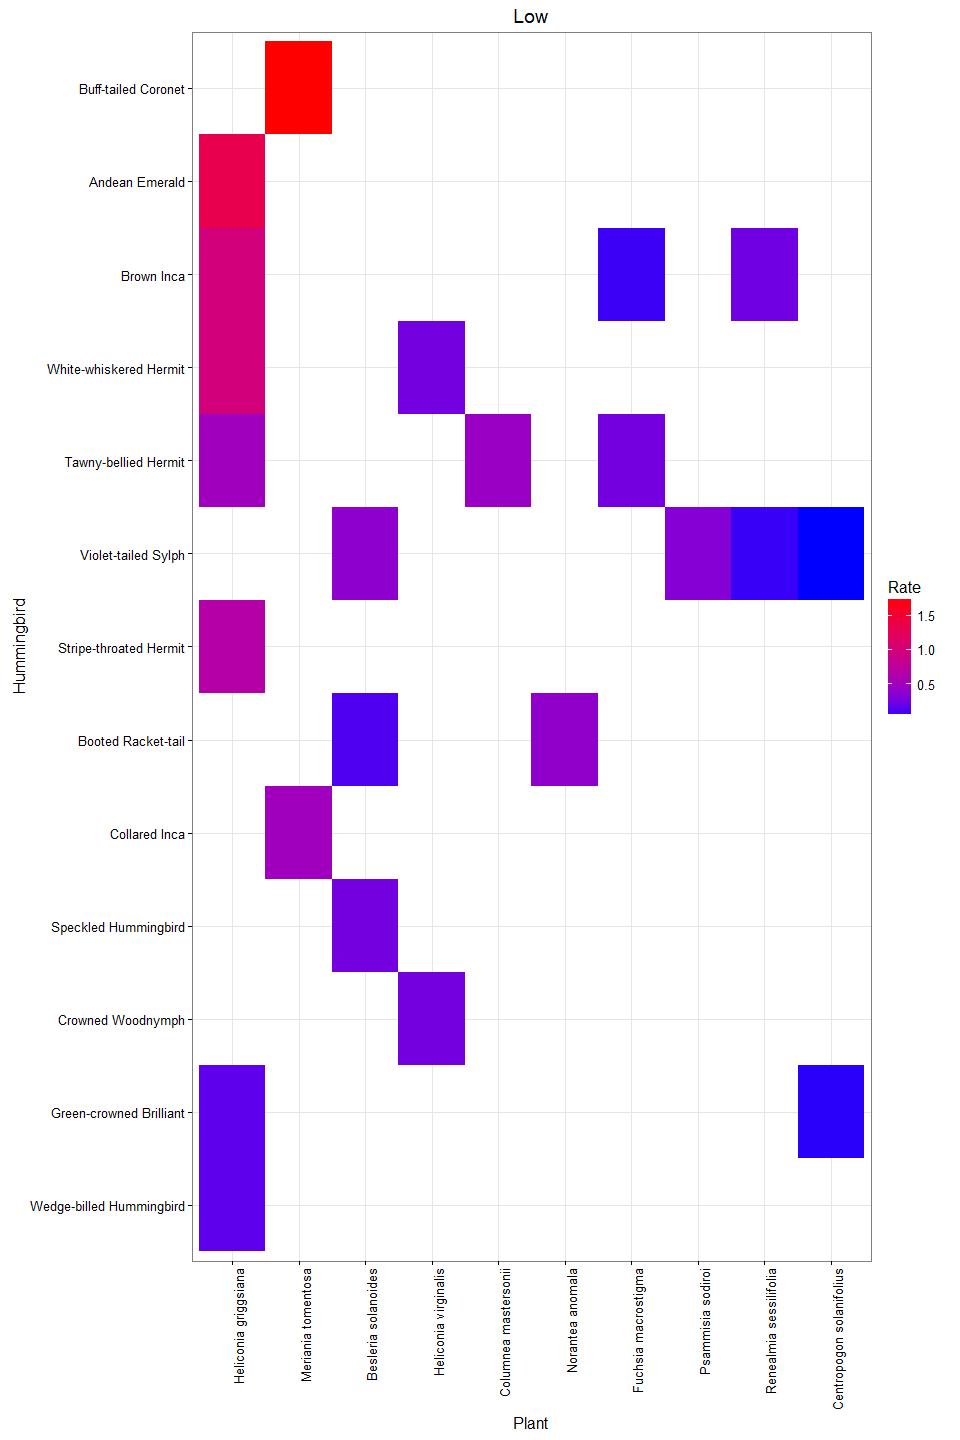 Low
Hummingbird
Buff-tailed Coronet
Andean Emerald
Brown Inca
White-whiskered Hermit
Tawny-bellied Hermit
Violet-tailed Sylph
Stripe-throated Hermit
Booted Racket-tail
Collared Inca
Speckled Hummingbird
Crowned Woodnymph
Green-crowned Brilliant
Wedge-billed Hummingbird
Heliconia griggsiana
Meriania tomentosa
Besleria solanoides
Heliconia virginalis
Columnea mastersonii
Norantea anomala
Fuchsia macrostigma
Psammisia sodiroi
Renealmia sessilifolia
Centropogon solanifolius
Plant
Rate
1.5
1.0
0.5